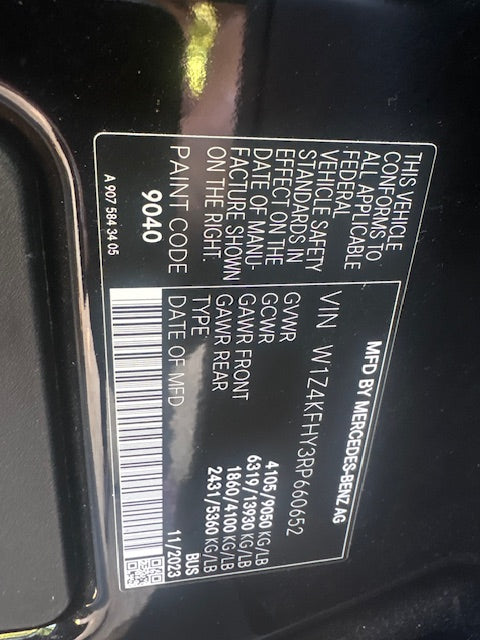 MFD BY MERCEDES-BENZ AG
VIN W1Z4KFHY3RP660652
GVWR 4105/9050 KG/LB
GCWR 6319/13930 KG/LB
GAWR FRONT 1860/4100 KG/LB
GAWR REAR 2431/5360 KG/LB
TYPE BUS
DATE OF MFD 11/2023
THIS VEHICLE
CONFORMS TO
ALL APPLICABLE
FEDERAL
VEHICLE SAFETY
STANDARDS IN
EFFECT ON THE
DATE OF MANU-
FACTURE SHOWN
ON THE RIGHT.
PAINT CODE
9040
A 907 584 34 05